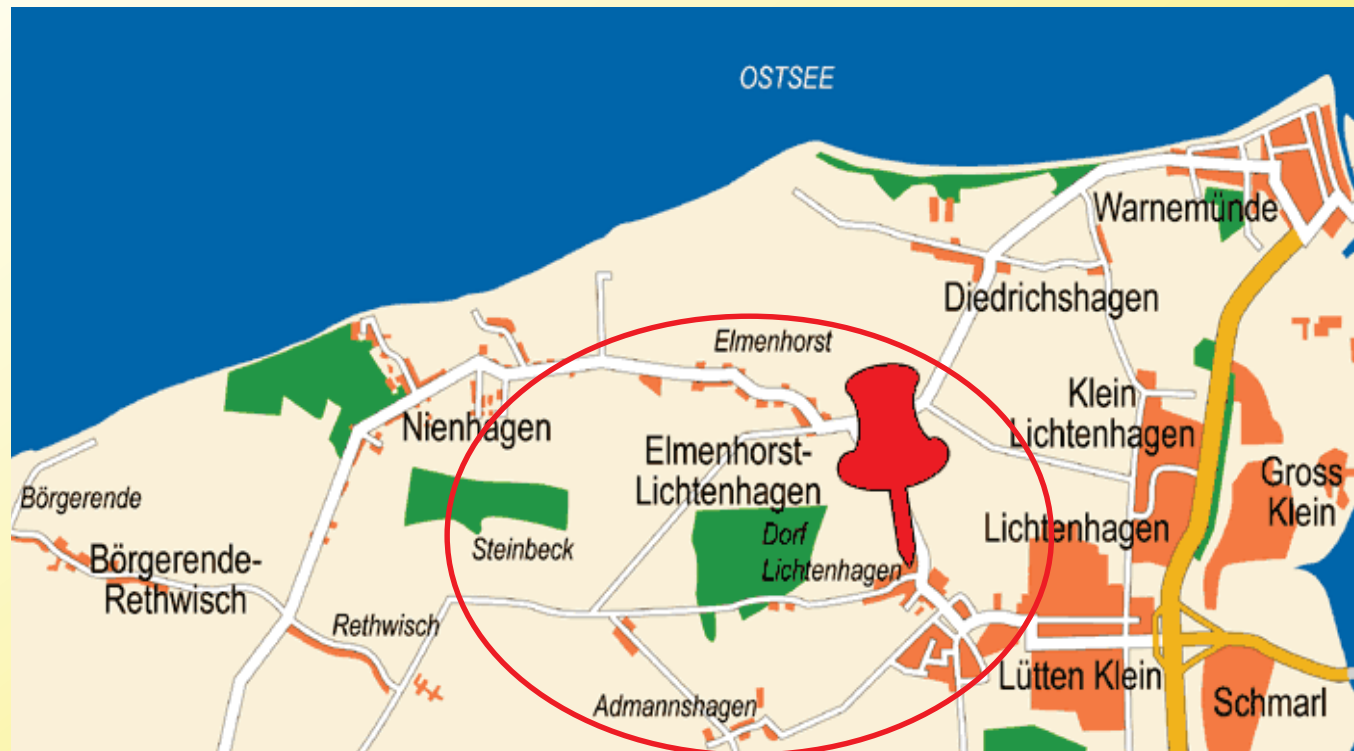 OSTSEE
Warnemünde
Diedrichshagen
Elmenhorst
Klein
Lichtenhagen
Nienhagen
Elmenhorst-
Lichtenhagen
Gross
Klein
Börgerende
Steinbeck
Dorf
Lichtenhagen
Lichtenhagen
Börgerende-
Rethwisch
Rethwisch
Lütten Klein
Admannshagen
Schmarl